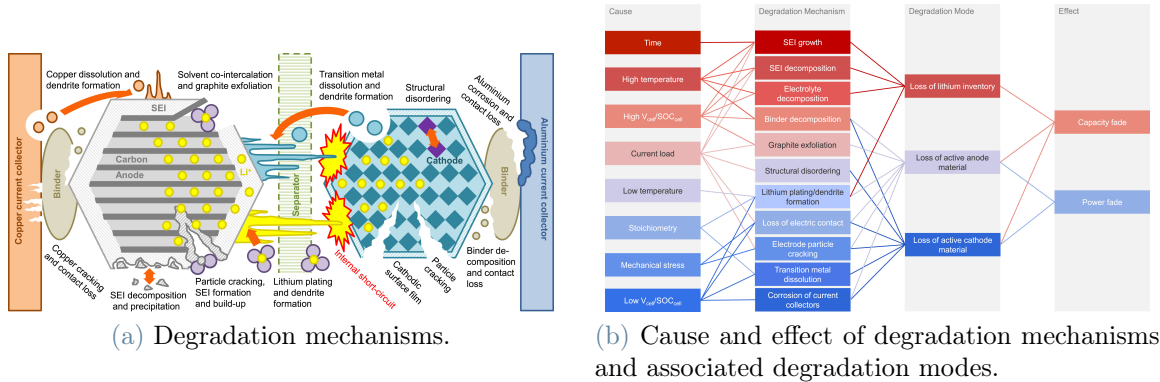 Copper dissolution and
dendrite formation
Solvent co-intercalation
and graphite exfoliation
Transition metal
dissolution and
dendrite formation
Structural
disordering
Aluminium
corrosion and
contact loss
SEI
Carbon
Anode
Li+
Cathode
Copper current collector
Binder
Separator
Binder
Aluminium current collector
Copper cracking
and contact loss
SEI decomposition
and precipitation
Particle cracking,
SEI formation
and build-up
Lithium plating
and dendrite
formation
internal short-circuit
Cathodic
surface film
Particle
cracking
Binder de-
composition
and contact
loss
(a) Degradation mechanisms.
Cause
Degradation Mechanism
Degradation Mode
Effect
Time
High temperature
High Vcell/SOCcell
Current load
Low temperature
Stoichiometry
Mechanical stress
Low Vcell/SOCcell
SEI growth
SEI decomposition
Electrolyte
decomposition
Binder decomposition
Graphite exfoliation
Structural disordering
Lithium plating/dendrite
formation
Loss of electric contact
Electrode particle
cracking
Transition metal
dissolution
Corrosion of current
collectors
Loss of lithium inventory
Loss of active anode
material
Loss of active cathode
material
Capacity fade
Power fade
(b) Cause and effect of degradation mechanisms
and associated degradation modes.